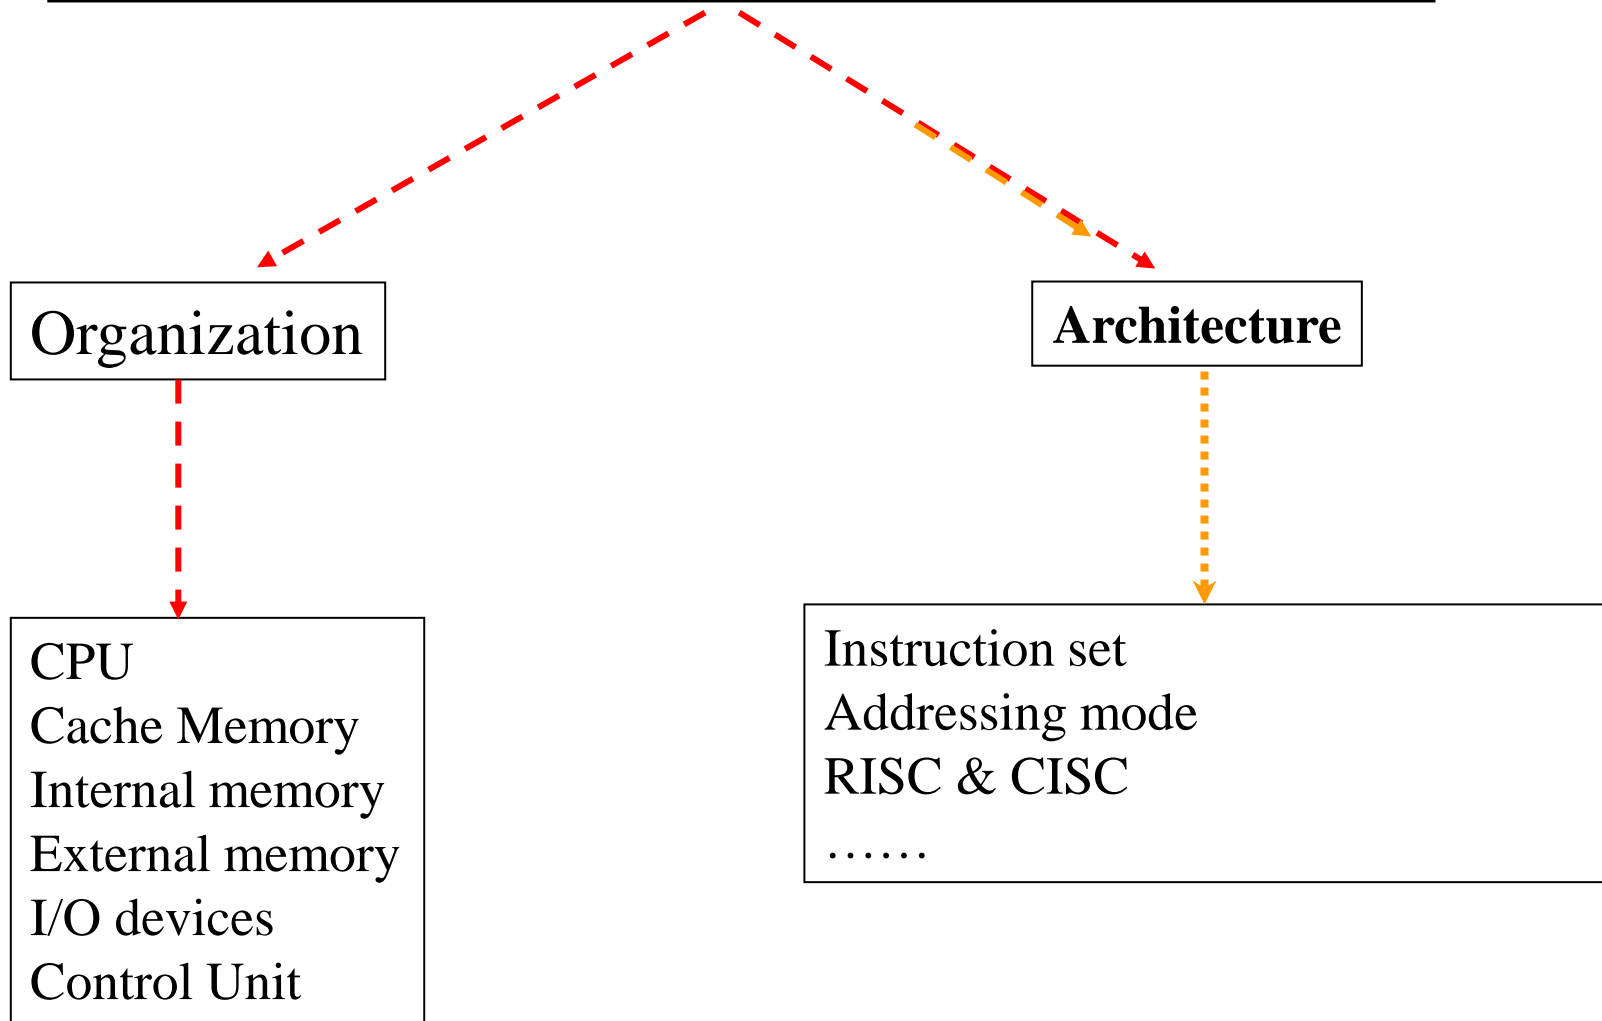 Organization
Architecture
CPU
Cache Memory
Internal memory
External memory
I/O devices
Control Unit
Instruction set
Addressing mode
RISC & CISC
……